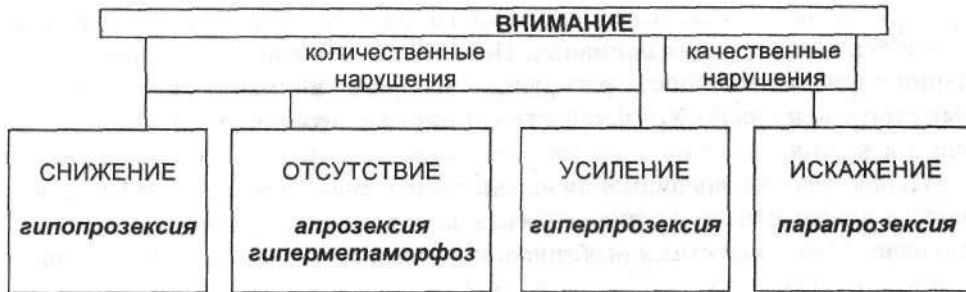 ВНИМАНИЕ
количественные
нарушения
качественные
нарушения
СНИЖЕНИЕ
гипопрозексия
ОТСУТСТВИЕ
апрозексия
гиперметаморфоз
УСИЛЕНИЕ
гиперпрозексия
ИСКАЖЕНИЕ
парапрозексия